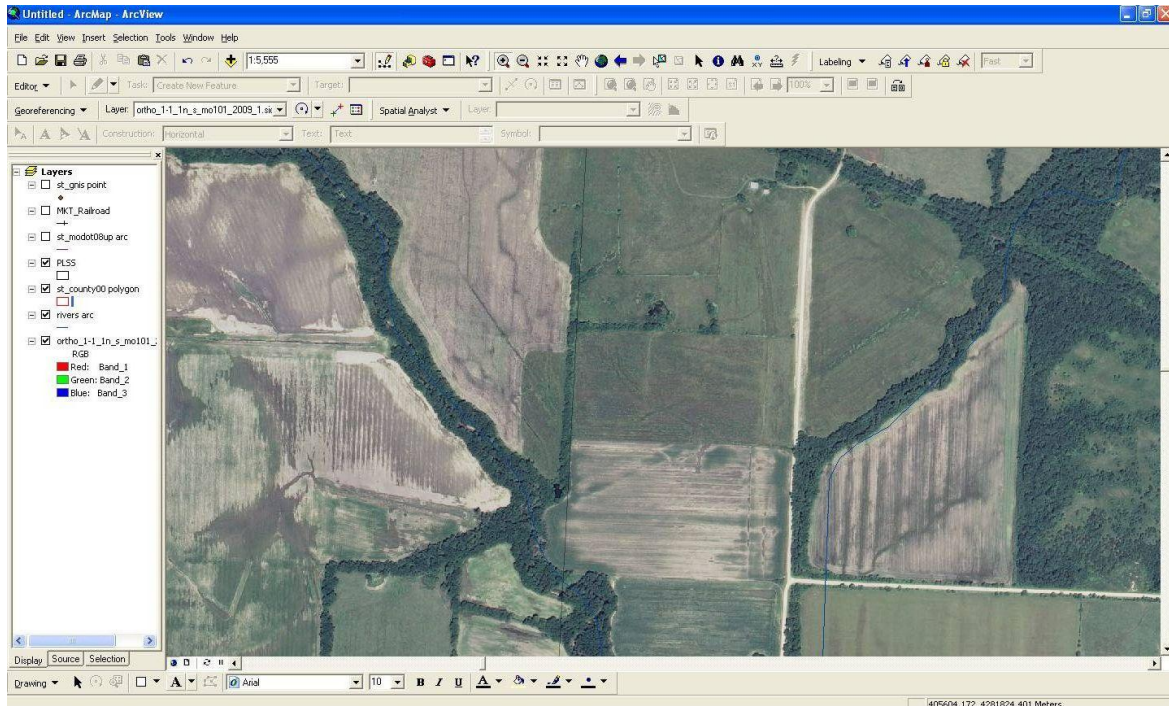 Untitled - ArcMap - ArcView
File Edit View Insert Selection Tools Window Help
1:5,555 Labeling Fast
Editor Task: Create New Feature Target: 100%
Georeferencing Layer: ortho_1-1_1n_s_mo101_2009_1.si Spatial Analyst Layer:
Construction: Horizontal Text: Text Symbol:
Layers
st_gnis point
MKT_Railroad
st_modot08up arc
PLSS
st_county00 polygon
rivers arc
ortho_1-1_1n_s_mo101_
RGB
Red: Band_1
Green: Band_2
Blue: Band_3
Display Source Selection
Drawing A Arial 10 B I U A
405604.172 4281824.401 Meters